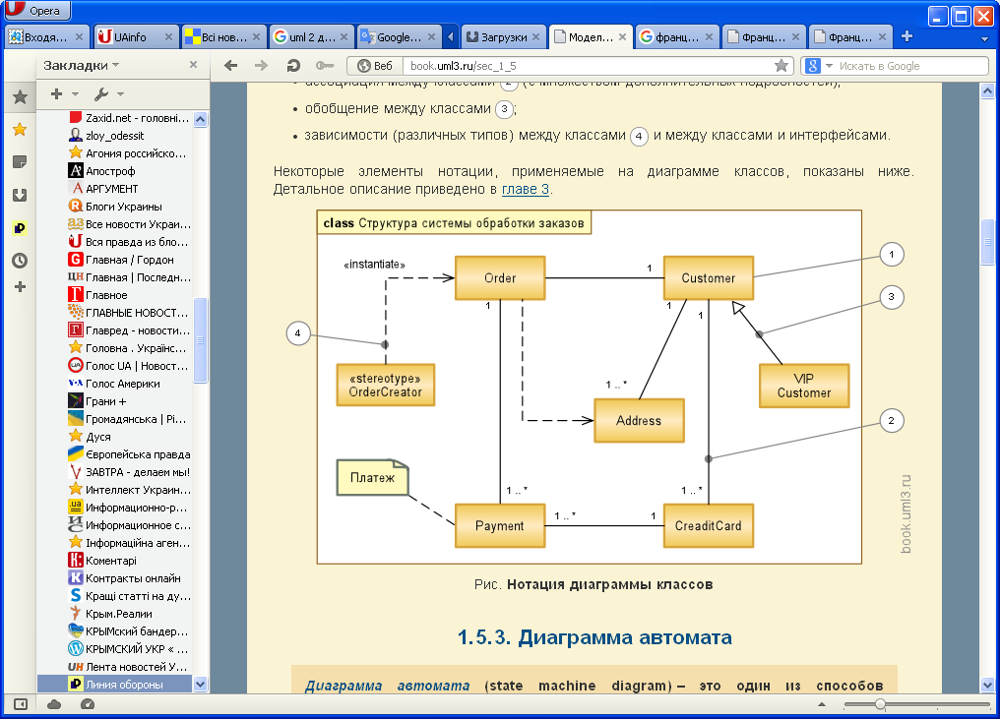 Opera
Входя...
UAinfo
Всі нов...
uml 2 д...
Google...
Загрузки
Модел...
франц...
Франц...
Франц...
Закладки
Веб
book.uml3.ru/sec_1_5
Искать в Google
Zaxid.net - головні...
zloy_odessit
Агония российско...
Апостроф
АРГУМЕНТ
Блоги Украины
Все новости Украи...
Вся правда из бло...
Главная / Гордон
Главная | Последн...
Главное
ГЛАВНЫЕ НОВОСТ...
Главред - новости...
Головна . Українс...
Голос UA | Новост...
Голос Америки
Грани +
Громадянська | Рі...
Дуся
Європейська правда
ЗАВТРА - делаем мы!
Интеллект Украин...
Информационно-р...
Информационное с...
Інформаційна аген...
Коментарі
Контракты онлайн
Кращі статті на ду...
Крым.Реалии
КРЫМский бандер...
КРЫМСКИЙ УКР « ...
Лента новостей У...
Линия обороны
• ассоциация между классами 2 (с множеством дополнительных подробностей);
• обобщение между классами 3;
• зависимости (различных типов) между классами 4 и между классами и интерфейсами.
Некоторые элементы нотации, применяемые на диаграмме классов, показаны ниже.
Детальное описание приведено в главе 3.
class Структура системы обработки заказов
«instantiate»
Order
1
Customer
1
1
1
1
3
4
«stereotype»
OrderCreator
VIP
Customer
1 .. *
Address
2
Платеж
1 .. *
1 .. *
Payment
1 .. *
1
CreaditCard
book.uml3.ru
Рис. Нотация диаграммы классов
1.5.3. Диаграмма автомата
Диаграмма автомата (state machine diagram) – это один из способов